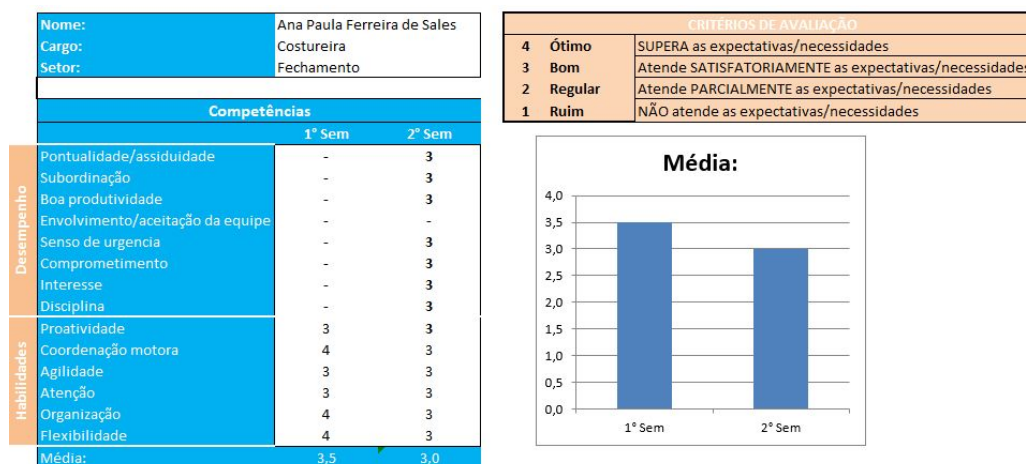 Nome: Ana Paula Ferreira de Sales
Cargo: Costureira
Setor: Fechamento
CRITÉRIOS DE AVALIAÇÃO
4 Ótimo SUPERA as expectativas/necessidades
3 Bom Atende SATISFATORIAMENTE as expectativas/necessidades
2 Regular Atende PARCIALMENTE as expectativas/necessidades
1 Ruim NÃO atende as expectativas/necessidades
Competências
1° Sem 2° Sem
Desempenho
Pontualidade/assiduidade - 3
Subordinação - 3
Boa produtividade - 3
Envolvimento/aceitação da equipe - -
Senso de urgencia - 3
Comprometimento - 3
Interesse - 3
Disciplina - 3
Habilidades
Proatividade 3 3
Coordenação motora 4 3
Agilidade 3 3
Atenção 3 3
Organização 4 3
Flexibilidade 4 3
Média: 3,5 3,0
Média:
4,0
3,5
3,0
2,5
2,0
1,5
1,0
0,5
0,0
1° Sem 2° Sem